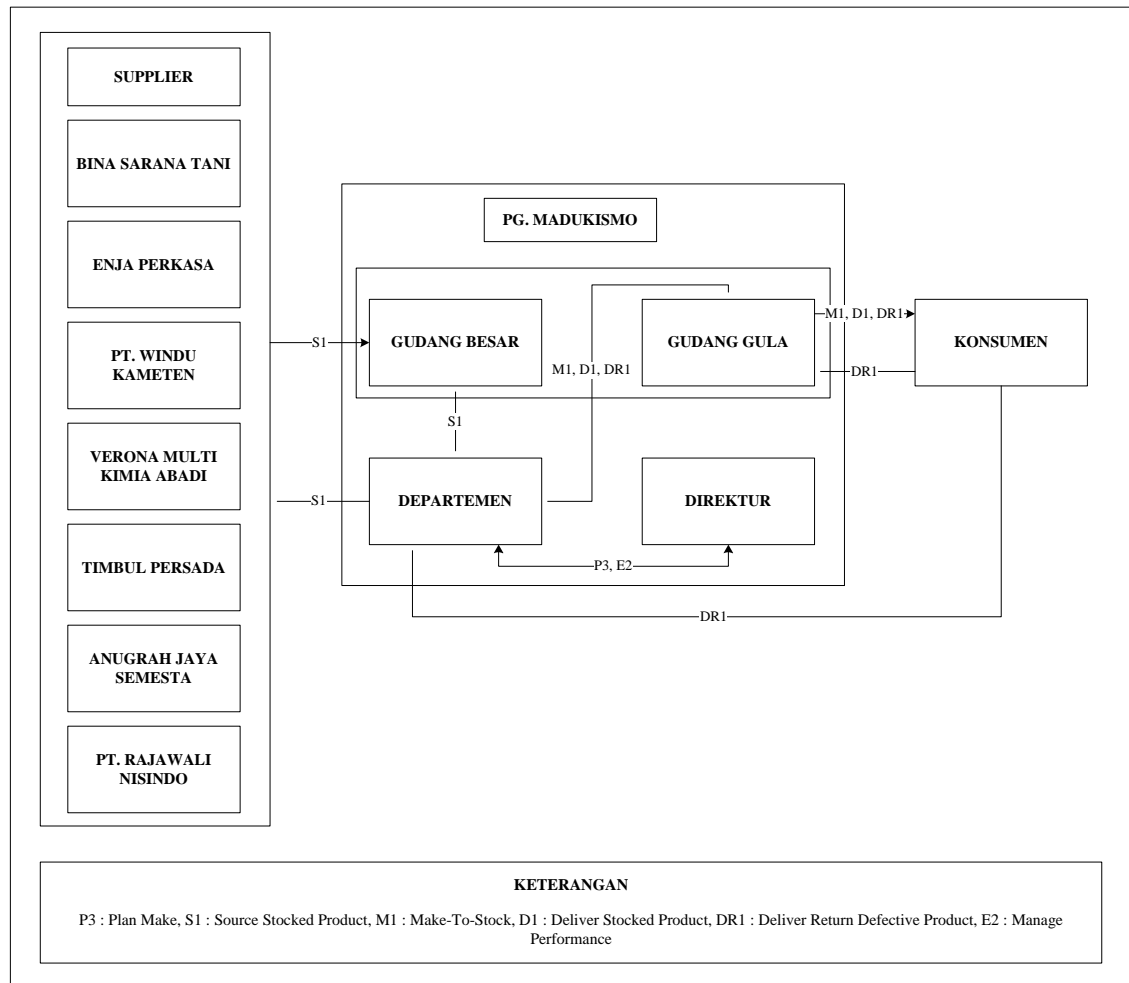 SUPPLIER
BINA SARANA TANI
ENJA PERKASA
PT. WINDU
KAMETEN
VERONA MULTI
KIMIA ABADI
TIMBUL PERSADA
ANUGRAH JAYA
SEMESTA
PT. RAJAWALI
NISINDO
S1
S1
PG. MADUKISMO
GUDANG BESAR
GUDANG GULA
M1, D1, DR1
S1
DEPARTEMEN
DIREKTUR
P3, E2
M1, D1, DR1
DR1
KONSUMEN
DR1
KETERANGAN
P3 : Plan Make, S1 : Source Stocked Product, M1 : Make-To-Stock, D1 : Deliver Stocked Product, DR1 : Deliver Return Defective Product, E2 : Manage
Performance